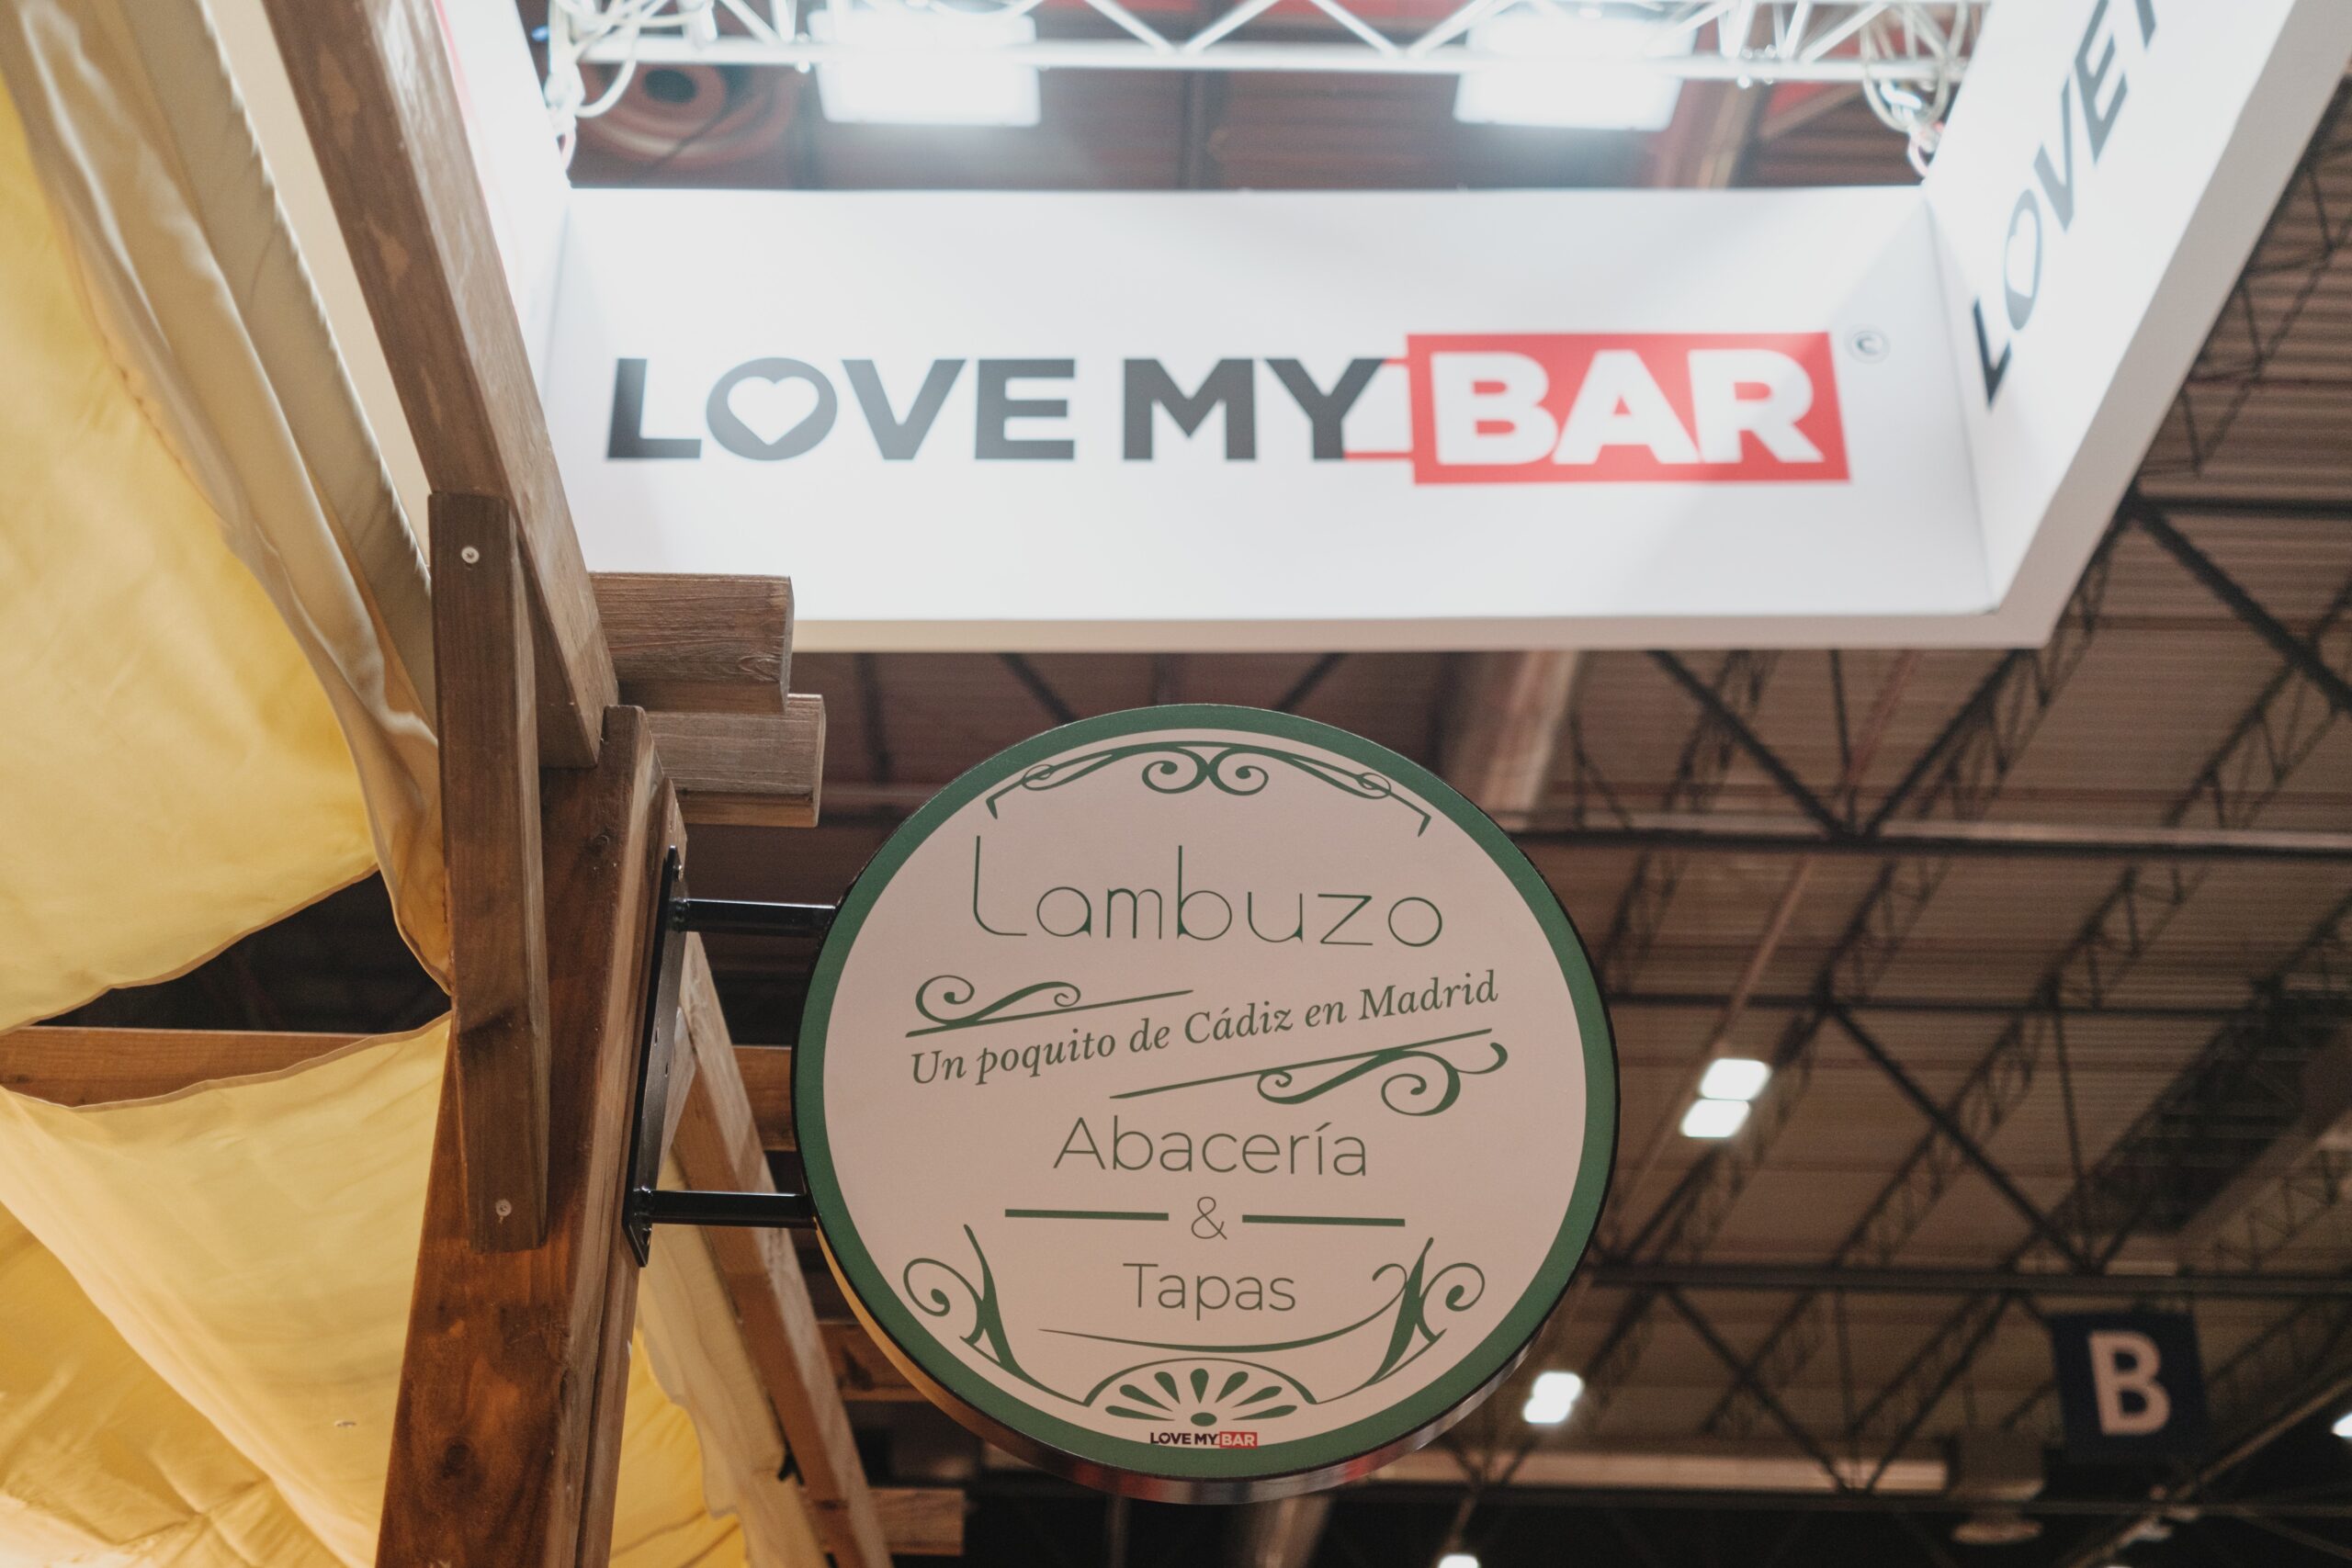 LOVE MY BAR ©
LOVE
Lambuzo
Un poquito de Cádiz en Madrid
Abacería
&
Tapas
LOVE MY BAR
B